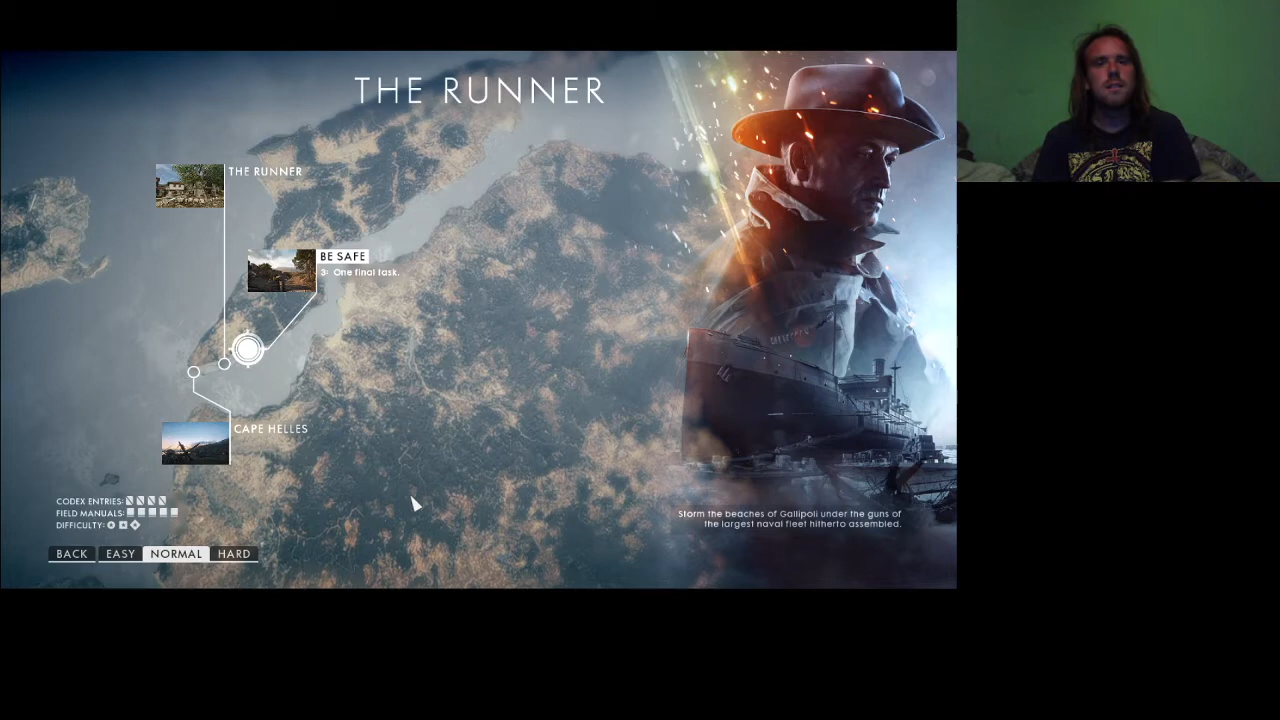 THE RUNNER
THE RUNNER
BE SAFE
3: One final task.
CAPE HELLES
CODEX ENTRIES:
FIELD MANUALS:
DIFFICULTY:
BACK EASY NORMAL HARD
Storm the beaches of Gallipoli under the guns of
the largest naval fleet hitherto assembled.